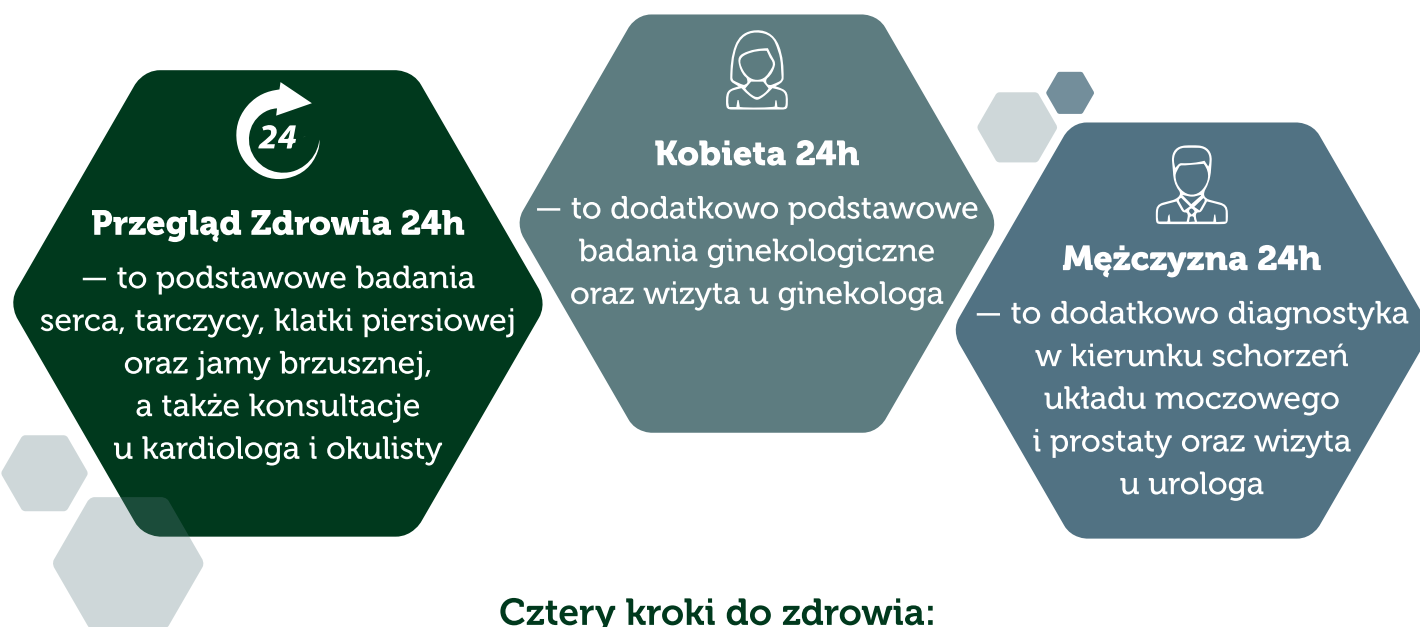 24
Przegląd Zdrowia 24h
— to podstawowe badania
serca, tarczycy, klatki piersiowej
oraz jamy brzusznej,
a także konsultacje
u kardiologa i okulisty
Kobieta 24h
— to dodatkowo podstawowe
badania ginekologiczne
oraz wizyta u ginekologa
Mężczyzna 24h
— to dodatkowo diagnostyka
w kierunku schorzeń
układu moczowego
i prostaty oraz wizyta
u urologa
Cztery kroki do zdrowia: